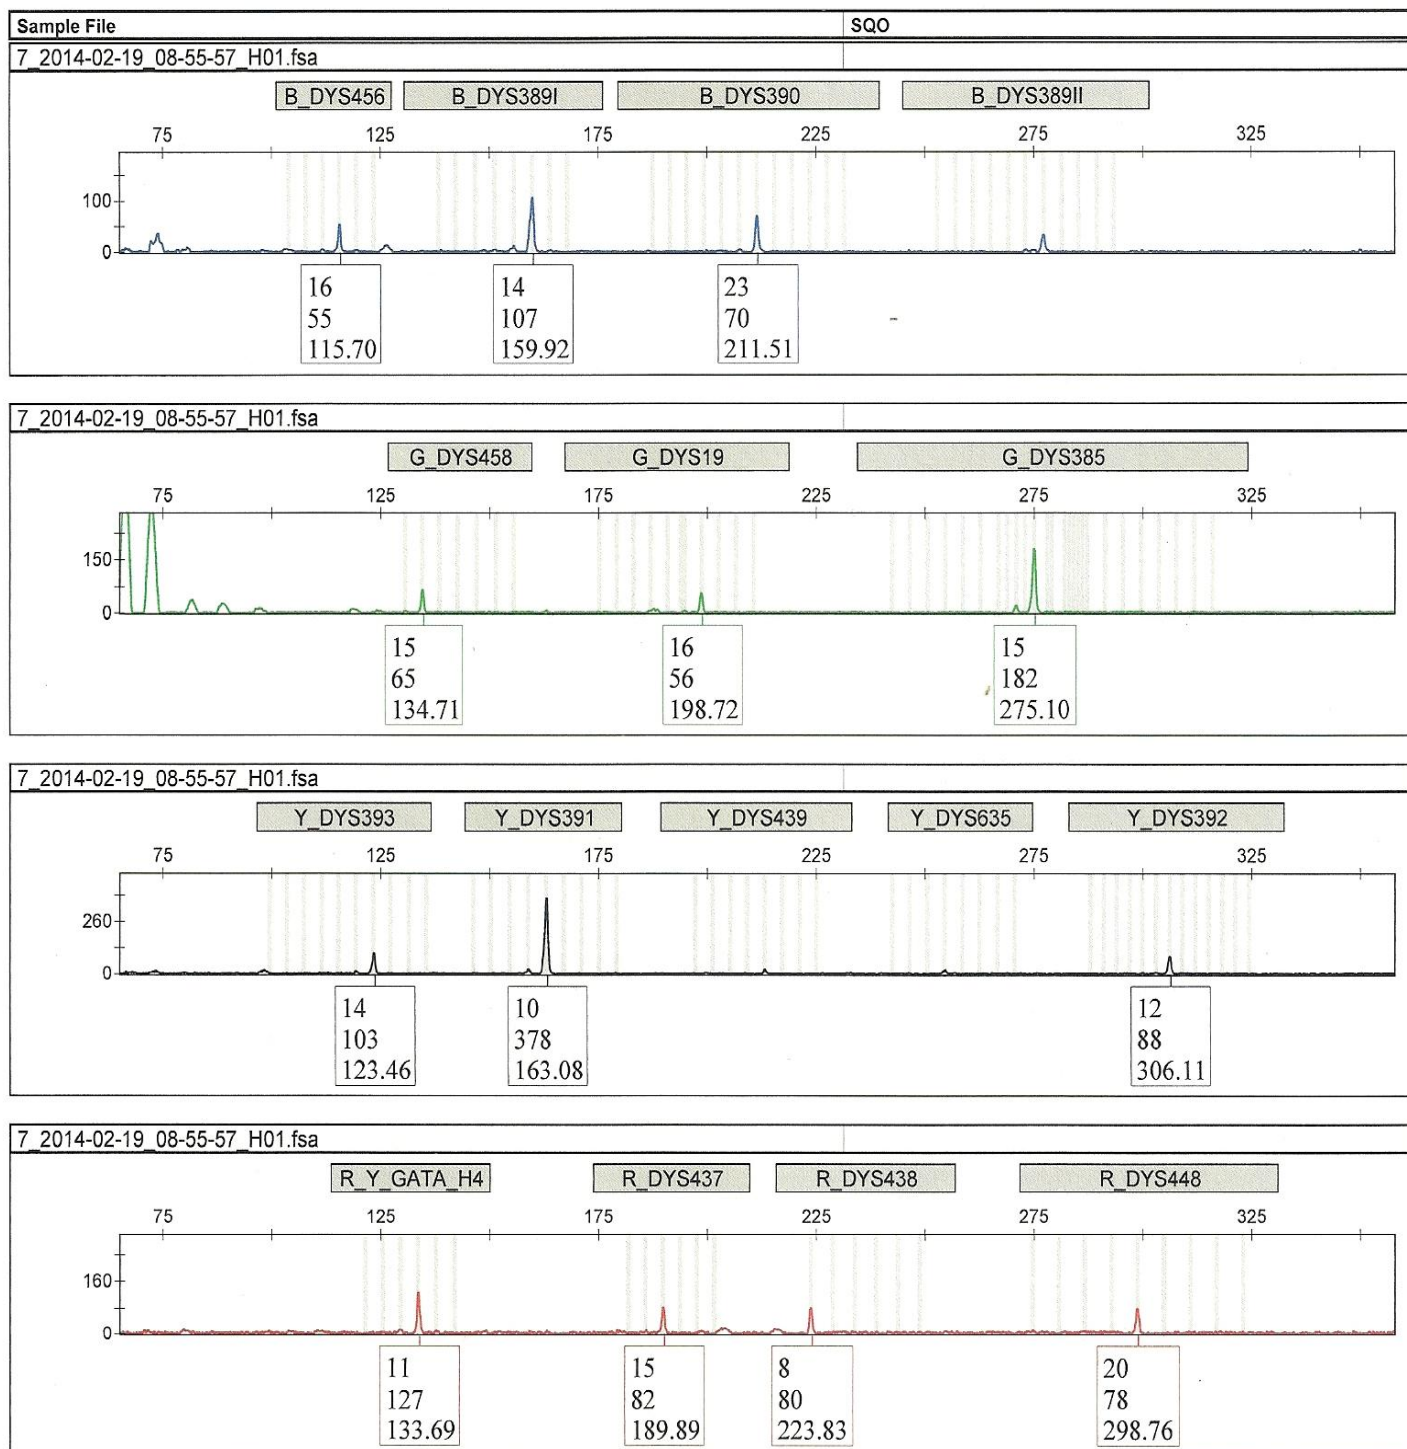 Sample File SQO
7_2014-02-19_08-55-57_H01.fsa
B_DYS456 B_DYS389I B_DYS390 B_DYS389II
75 125 175 225 275 325
100
0
16 14 23
55 107 70
115.70 159.92 211.51
7_2014-02-19_08-55-57_H01.fsa
G_DYS458 G_DYS19 G_DYS385
75 125 175 225 275 325
150
0
15 16 15
65 56 182
134.71 198.72 275.10
7_2014-02-19_08-55-57_H01.fsa
Y_DYS393 Y_DYS391 Y_DYS439 Y_DYS635 Y_DYS392
75 125 175 225 275 325
260
0
14 10 12
103 378 88
123.46 163.08 306.11
7_2014-02-19_08-55-57_H01.fsa
R_Y_GATA_H4 R_DYS437 R_DYS438 R_DYS448
75 125 175 225 275 325
160
0
11 15 8 20
127 82 80 78
133.69 189.89 223.83 298.76